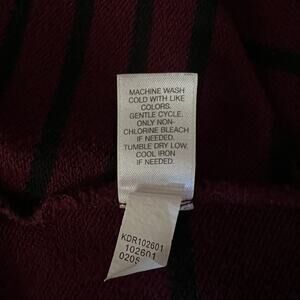 MACHINE WASH
COLD WITH LIKE
COLORS.
GENTLE CYCLE.
ONLY NON-
CHLORINE BLEACH
IF NEEDED.
TUMBLE DRY LOW.
COOL IRON
IF NEEDED.
KDR102601
102601